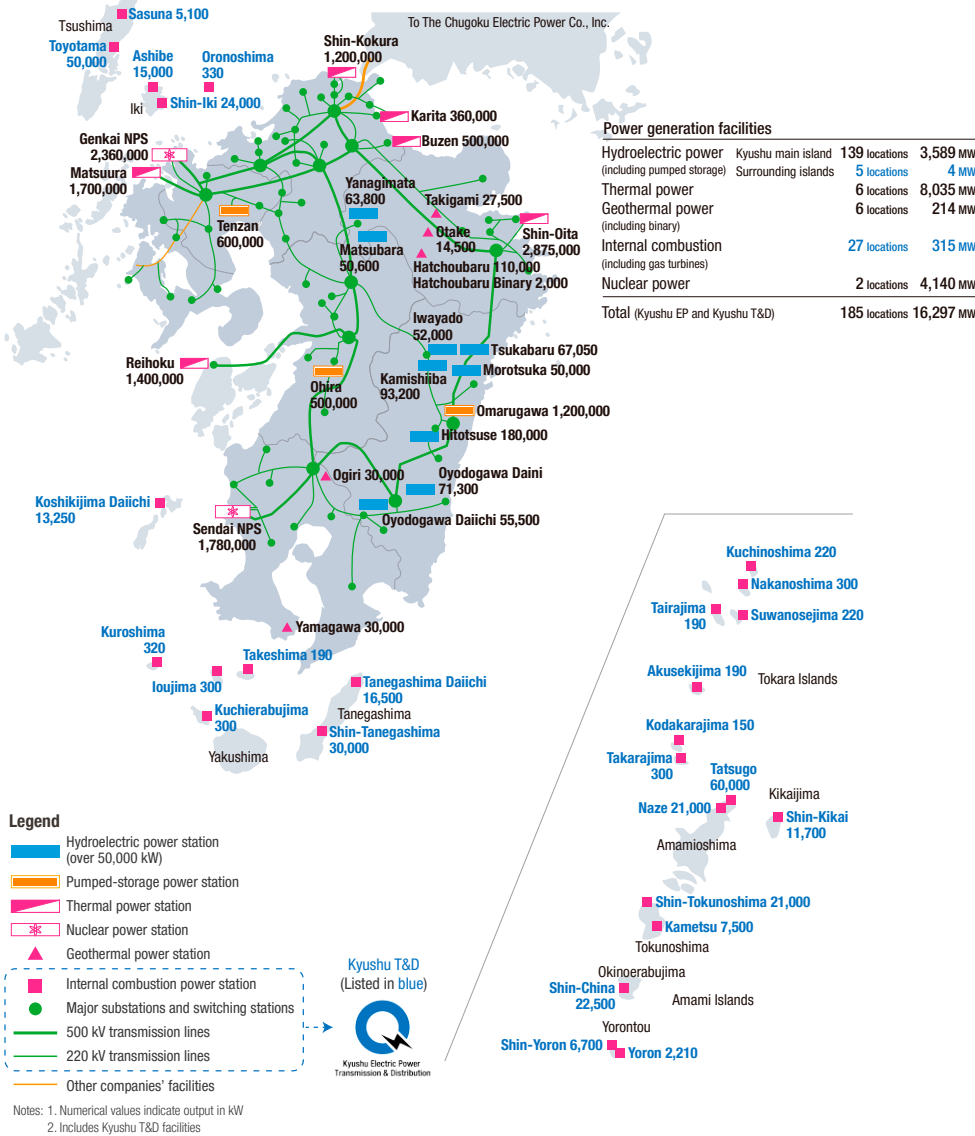 Sasuna 5,100
Tsushima
Toyotama
50,000
Ashibe
15,000
Oronoshima
330
Iki
Shin-Iki 24,000
To The Chugoku Electric Power Co., Inc.
Shin-Kokura
1,200,000
Karita 360,000
Buzen 500,000
Genkai NPS
2,360,000
Matsuura
1,700,000
Tenzan
600,000
Yanagimata
63,800
Matsubara
50,600
Takigami 27,500
Otake
14,500
Hatchoubaru 110,000
Hatchoubaru Binary 2,000
Shin-Oita
2,875,000
Iwayado
52,000
Tsukabaru 67,050
Kamishiiba
93,200
Morotsuka 50,000
Reihoku
1,400,000
Ohira
500,000
Omarugawa 1,200,000
Hitotsuse 180,000
Ogiri 30,000
Oyodogawa Daini
71,300
Oyodogawa Daiichi 55,500
Koshikijima Daiichi
13,250
Sendai NPS
1,780,000
Yamagawa 30,000
Kuroshima
320
Takeshima 190
Ioujima 300
Kuchierabujima
300
Yakushima
Tanegashima Daiichi
16,500
Tanegashima
Shin-Tanegashima
30,000
Power generation facilities
Hydroelectric power Kyushu main island 139 locations 3,589 MW
(including pumped storage) Surrounding islands 5 locations 4 MW
Thermal power 6 locations 8,035 MW
Geothermal power 6 locations 214 MW
(including binary)
Internal combustion 27 locations 315 MW
(including gas turbines)
Nuclear power 2 locations 4,140 MW
Total (Kyushu EP and Kyushu T&D) 185 locations 16,297 MW
Kuchinoshima 220
Nakanoshima 300
Tairajima
190
Suwanosejima 220
Akusekijima 190
Tokara Islands
Kodakarajima 150
Takarajima
300
Tatsugo
60,000
Naze 21,000
Kikaijima
Shin-Kikai
11,700
Amamioshima
Shin-Tokunoshima 21,000
Kametsu 7,500
Tokunoshima
Okinoerabujima
Shin-China
22,500
Amami Islands
Yorontou
Shin-Yoron 6,700
Yoron 2,210
Legend
Hydroelectric power station
(over 50,000 kW)
Pumped-storage power station
Thermal power station
Nuclear power station
Geothermal power station
Internal combustion power station
Major substations and switching stations
500 kV transmission lines
220 kV transmission lines
Other companies’ facilities
Kyushu T&D
(Listed in blue)
Kyushu Electric Power
Transmission & Distribution
Notes: 1. Numerical values indicate output in kW
2. Includes Kyushu T&D facilities